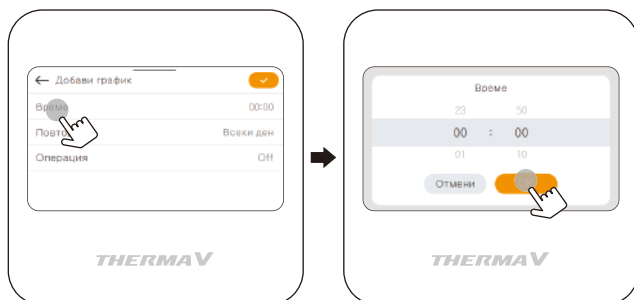 ← Добави график
Време 00:00
Всеки ден
Операция Off
THERMA V
Време
23 50
00 : 00
01 10
Отмени
THERMA V